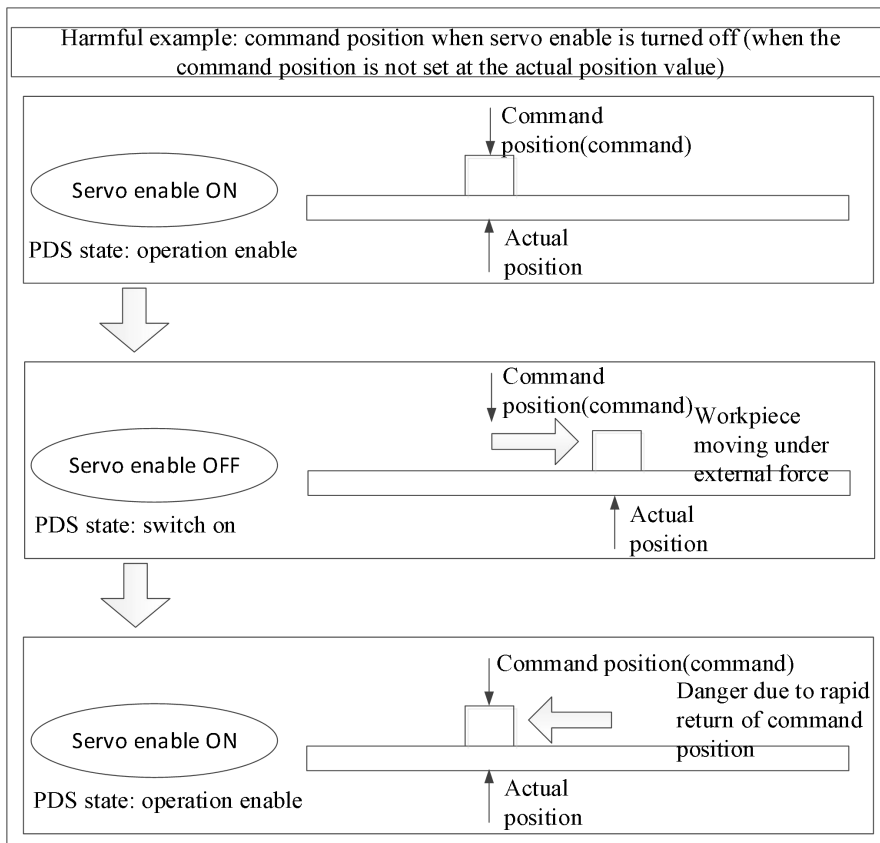 Harmful example: command position when servo enable is turned off (when the
command position is not set at the actual position value)
Command
position(command)
Servo enable ON
PDS state: operation enable
Actual
position
Command
position(command)
Workpiece
moving under
external force
Servo enable OFF
PDS state: switch on
Actual
position
Command position(command)
Danger due to rapid
return of command
position
Servo enable ON
PDS state: operation enable
Actual
position